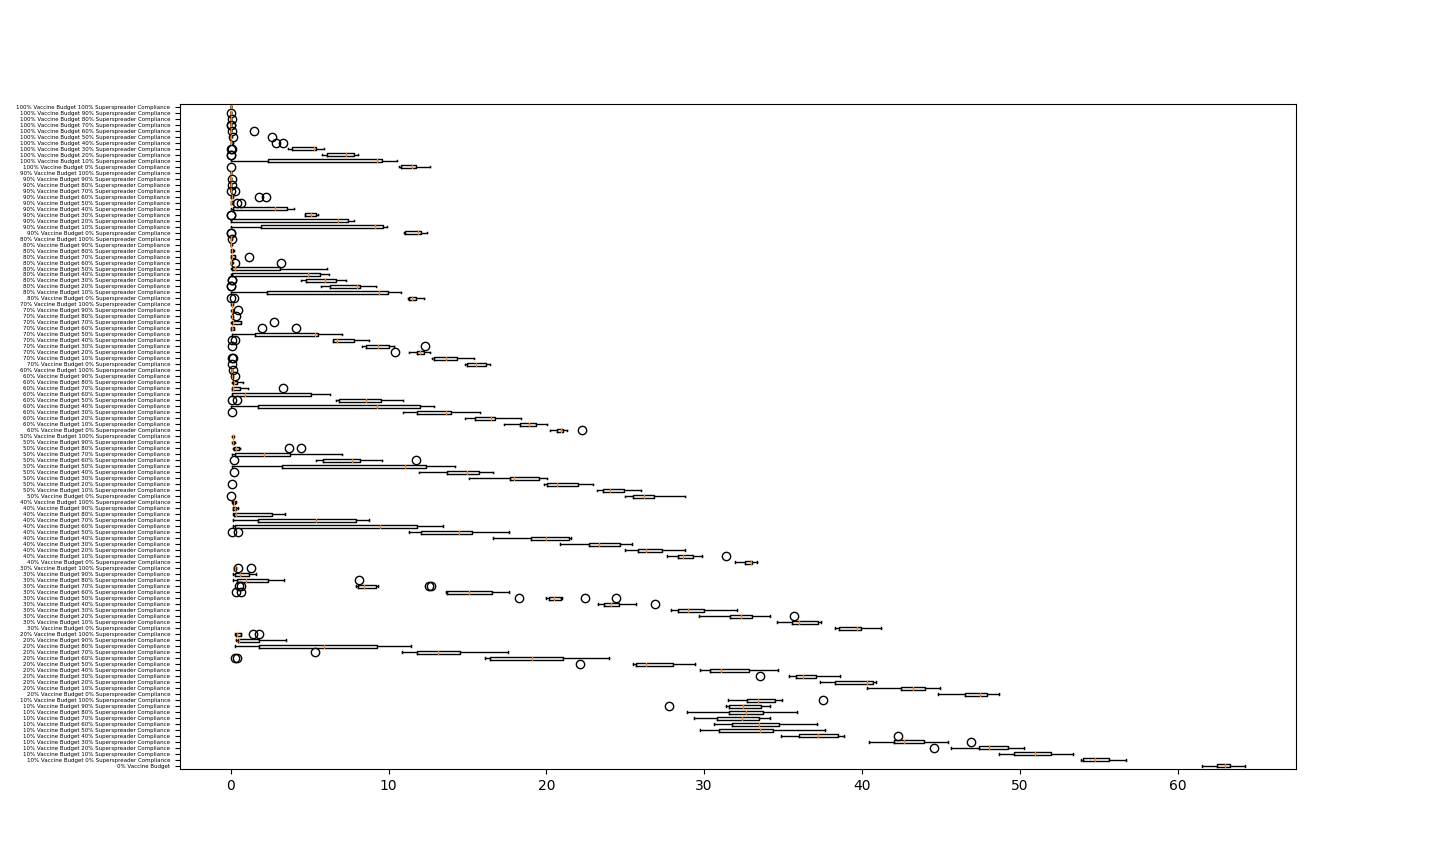 100% Vaccine Budget 100% Superspreader Compliance
100% Vaccine Budget 90% Superspreader Compliance
100% Vaccine Budget 80% Superspreader Compliance
100% Vaccine Budget 70% Superspreader Compliance
100% Vaccine Budget 60% Superspreader Compliance
100% Vaccine Budget 50% Superspreader Compliance
100% Vaccine Budget 40% Superspreader Compliance
100% Vaccine Budget 30% Superspreader Compliance
100% Vaccine Budget 20% Superspreader Compliance
100% Vaccine Budget 10% Superspreader Compliance
100% Vaccine Budget 0% Superspreader Compliance
90% Vaccine Budget 100% Superspreader Compliance
90% Vaccine Budget 90% Superspreader Compliance
90% Vaccine Budget 80% Superspreader Compliance
90% Vaccine Budget 70% Superspreader Compliance
90% Vaccine Budget 60% Superspreader Compliance
90% Vaccine Budget 50% Superspreader Compliance
90% Vaccine Budget 40% Superspreader Compliance
90% Vaccine Budget 30% Superspreader Compliance
90% Vaccine Budget 20% Superspreader Compliance
90% Vaccine Budget 10% Superspreader Compliance
90% Vaccine Budget 0% Superspreader Compliance
80% Vaccine Budget 100% Superspreader Compliance
80% Vaccine Budget 90% Superspreader Compliance
80% Vaccine Budget 80% Superspreader Compliance
80% Vaccine Budget 70% Superspreader Compliance
80% Vaccine Budget 60% Superspreader Compliance
80% Vaccine Budget 50% Superspreader Compliance
80% Vaccine Budget 40% Superspreader Compliance
80% Vaccine Budget 30% Superspreader Compliance
80% Vaccine Budget 20% Superspreader Compliance
80% Vaccine Budget 10% Superspreader Compliance
80% Vaccine Budget 0% Superspreader Compliance
70% Vaccine Budget 100% Superspreader Compliance
70% Vaccine Budget 90% Superspreader Compliance
70% Vaccine Budget 80% Superspreader Compliance
70% Vaccine Budget 70% Superspreader Compliance
70% Vaccine Budget 60% Superspreader Compliance
70% Vaccine Budget 50% Superspreader Compliance
70% Vaccine Budget 40% Superspreader Compliance
70% Vaccine Budget 30% Superspreader Compliance
70% Vaccine Budget 20% Superspreader Compliance
70% Vaccine Budget 10% Superspreader Compliance
70% Vaccine Budget 0% Superspreader Compliance
60% Vaccine Budget 100% Superspreader Compliance
60% Vaccine Budget 90% Superspreader Compliance
60% Vaccine Budget 80% Superspreader Compliance
60% Vaccine Budget 70% Superspreader Compliance
60% Vaccine Budget 60% Superspreader Compliance
60% Vaccine Budget 50% Superspreader Compliance
60% Vaccine Budget 40% Superspreader Compliance
60% Vaccine Budget 30% Superspreader Compliance
60% Vaccine Budget 20% Superspreader Compliance
60% Vaccine Budget 10% Superspreader Compliance
60% Vaccine Budget 0% Superspreader Compliance
50% Vaccine Budget 100% Superspreader Compliance
50% Vaccine Budget 90% Superspreader Compliance
50% Vaccine Budget 80% Superspreader Compliance
50% Vaccine Budget 70% Superspreader Compliance
50% Vaccine Budget 60% Superspreader Compliance
50% Vaccine Budget 50% Superspreader Compliance
50% Vaccine Budget 40% Superspreader Compliance
50% Vaccine Budget 30% Superspreader Compliance
50% Vaccine Budget 20% Superspreader Compliance
50% Vaccine Budget 10% Superspreader Compliance
50% Vaccine Budget 0% Superspreader Compliance
40% Vaccine Budget 100% Superspreader Compliance
40% Vaccine Budget 90% Superspreader Compliance
40% Vaccine Budget 80% Superspreader Compliance
40% Vaccine Budget 70% Superspreader Compliance
40% Vaccine Budget 60% Superspreader Compliance
40% Vaccine Budget 50% Superspreader Compliance
40% Vaccine Budget 40% Superspreader Compliance
40% Vaccine Budget 30% Superspreader Compliance
40% Vaccine Budget 20% Superspreader Compliance
40% Vaccine Budget 10% Superspreader Compliance
40% Vaccine Budget 0% Superspreader Compliance
30% Vaccine Budget 100% Superspreader Compliance
30% Vaccine Budget 90% Superspreader Compliance
30% Vaccine Budget 80% Superspreader Compliance
30% Vaccine Budget 70% Superspreader Compliance
30% Vaccine Budget 60% Superspreader Compliance
30% Vaccine Budget 50% Superspreader Compliance
30% Vaccine Budget 40% Superspreader Compliance
30% Vaccine Budget 30% Superspreader Compliance
30% Vaccine Budget 20% Superspreader Compliance
30% Vaccine Budget 10% Superspreader Compliance
30% Vaccine Budget 0% Superspreader Compliance
20% Vaccine Budget 100% Superspreader Compliance
20% Vaccine Budget 90% Superspreader Compliance
20% Vaccine Budget 80% Superspreader Compliance
20% Vaccine Budget 70% Superspreader Compliance
20% Vaccine Budget 60% Superspreader Compliance
20% Vaccine Budget 50% Superspreader Compliance
20% Vaccine Budget 40% Superspreader Compliance
20% Vaccine Budget 30% Superspreader Compliance
20% Vaccine Budget 20% Superspreader Compliance
20% Vaccine Budget 10% Superspreader Compliance
20% Vaccine Budget 0% Superspreader Compliance
10% Vaccine Budget 100% Superspreader Compliance
10% Vaccine Budget 90% Superspreader Compliance
10% Vaccine Budget 80% Superspreader Compliance
10% Vaccine Budget 70% Superspreader Compliance
10% Vaccine Budget 60% Superspreader Compliance
10% Vaccine Budget 50% Superspreader Compliance
10% Vaccine Budget 40% Superspreader Compliance
10% Vaccine Budget 30% Superspreader Compliance
10% Vaccine Budget 20% Superspreader Compliance
10% Vaccine Budget 10% Superspreader Compliance
10% Vaccine Budget 0% Superspreader Compliance
0% Vaccine Budget
0 10 20 30 40 50 60